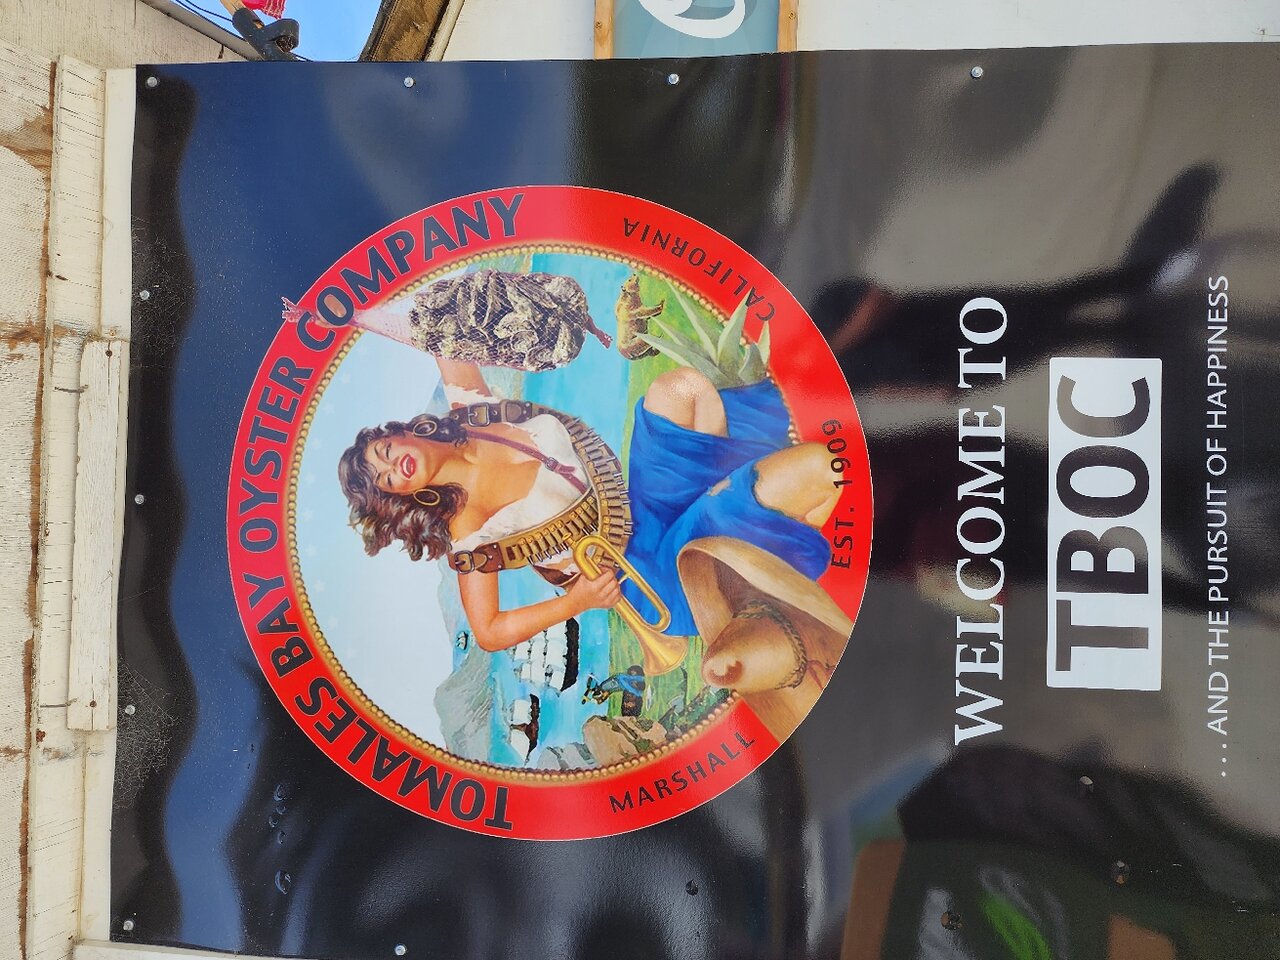 TOMALES BAY OYSTER COMPANY
MARSHALL
EST. 1909
CALIFORNIA
WELCOME TO
TBOC
....AND THE PURSUIT OF HAPPINESS